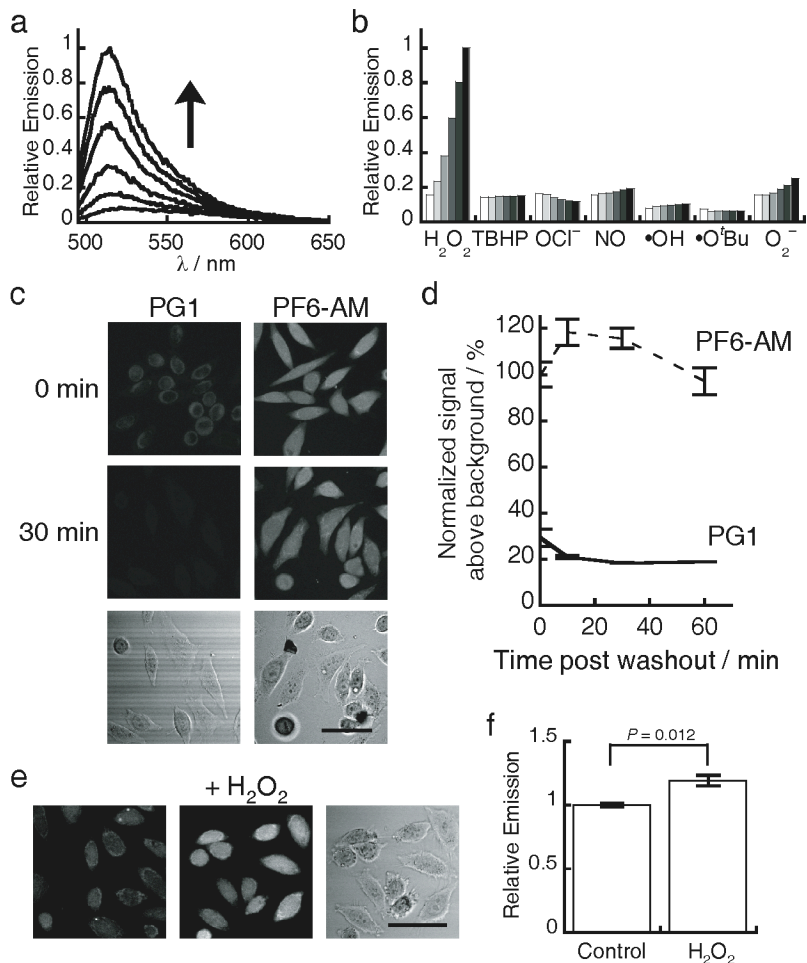 a
Relative Emission
1
0.8
0.6
0.4
0.2
0
500 550 600 650
λ / nm
b
Relative Emission
1
0.8
0.6
0.4
0.2
0
H₂O₂ TBHP OCl⁻ NO •OH •OᵗBu O₂⁻
c
PG1 PF6-AM
0 min
30 min
d
Normalized signal
above background / %
120
100
80
60
40
20
0
PF6-AM
PG1
0 20 40 60
Time post washout / min
e
+ H₂O₂
f
Relative Emission
1.5
1
0.5
0
P = 0.012
Control H₂O₂